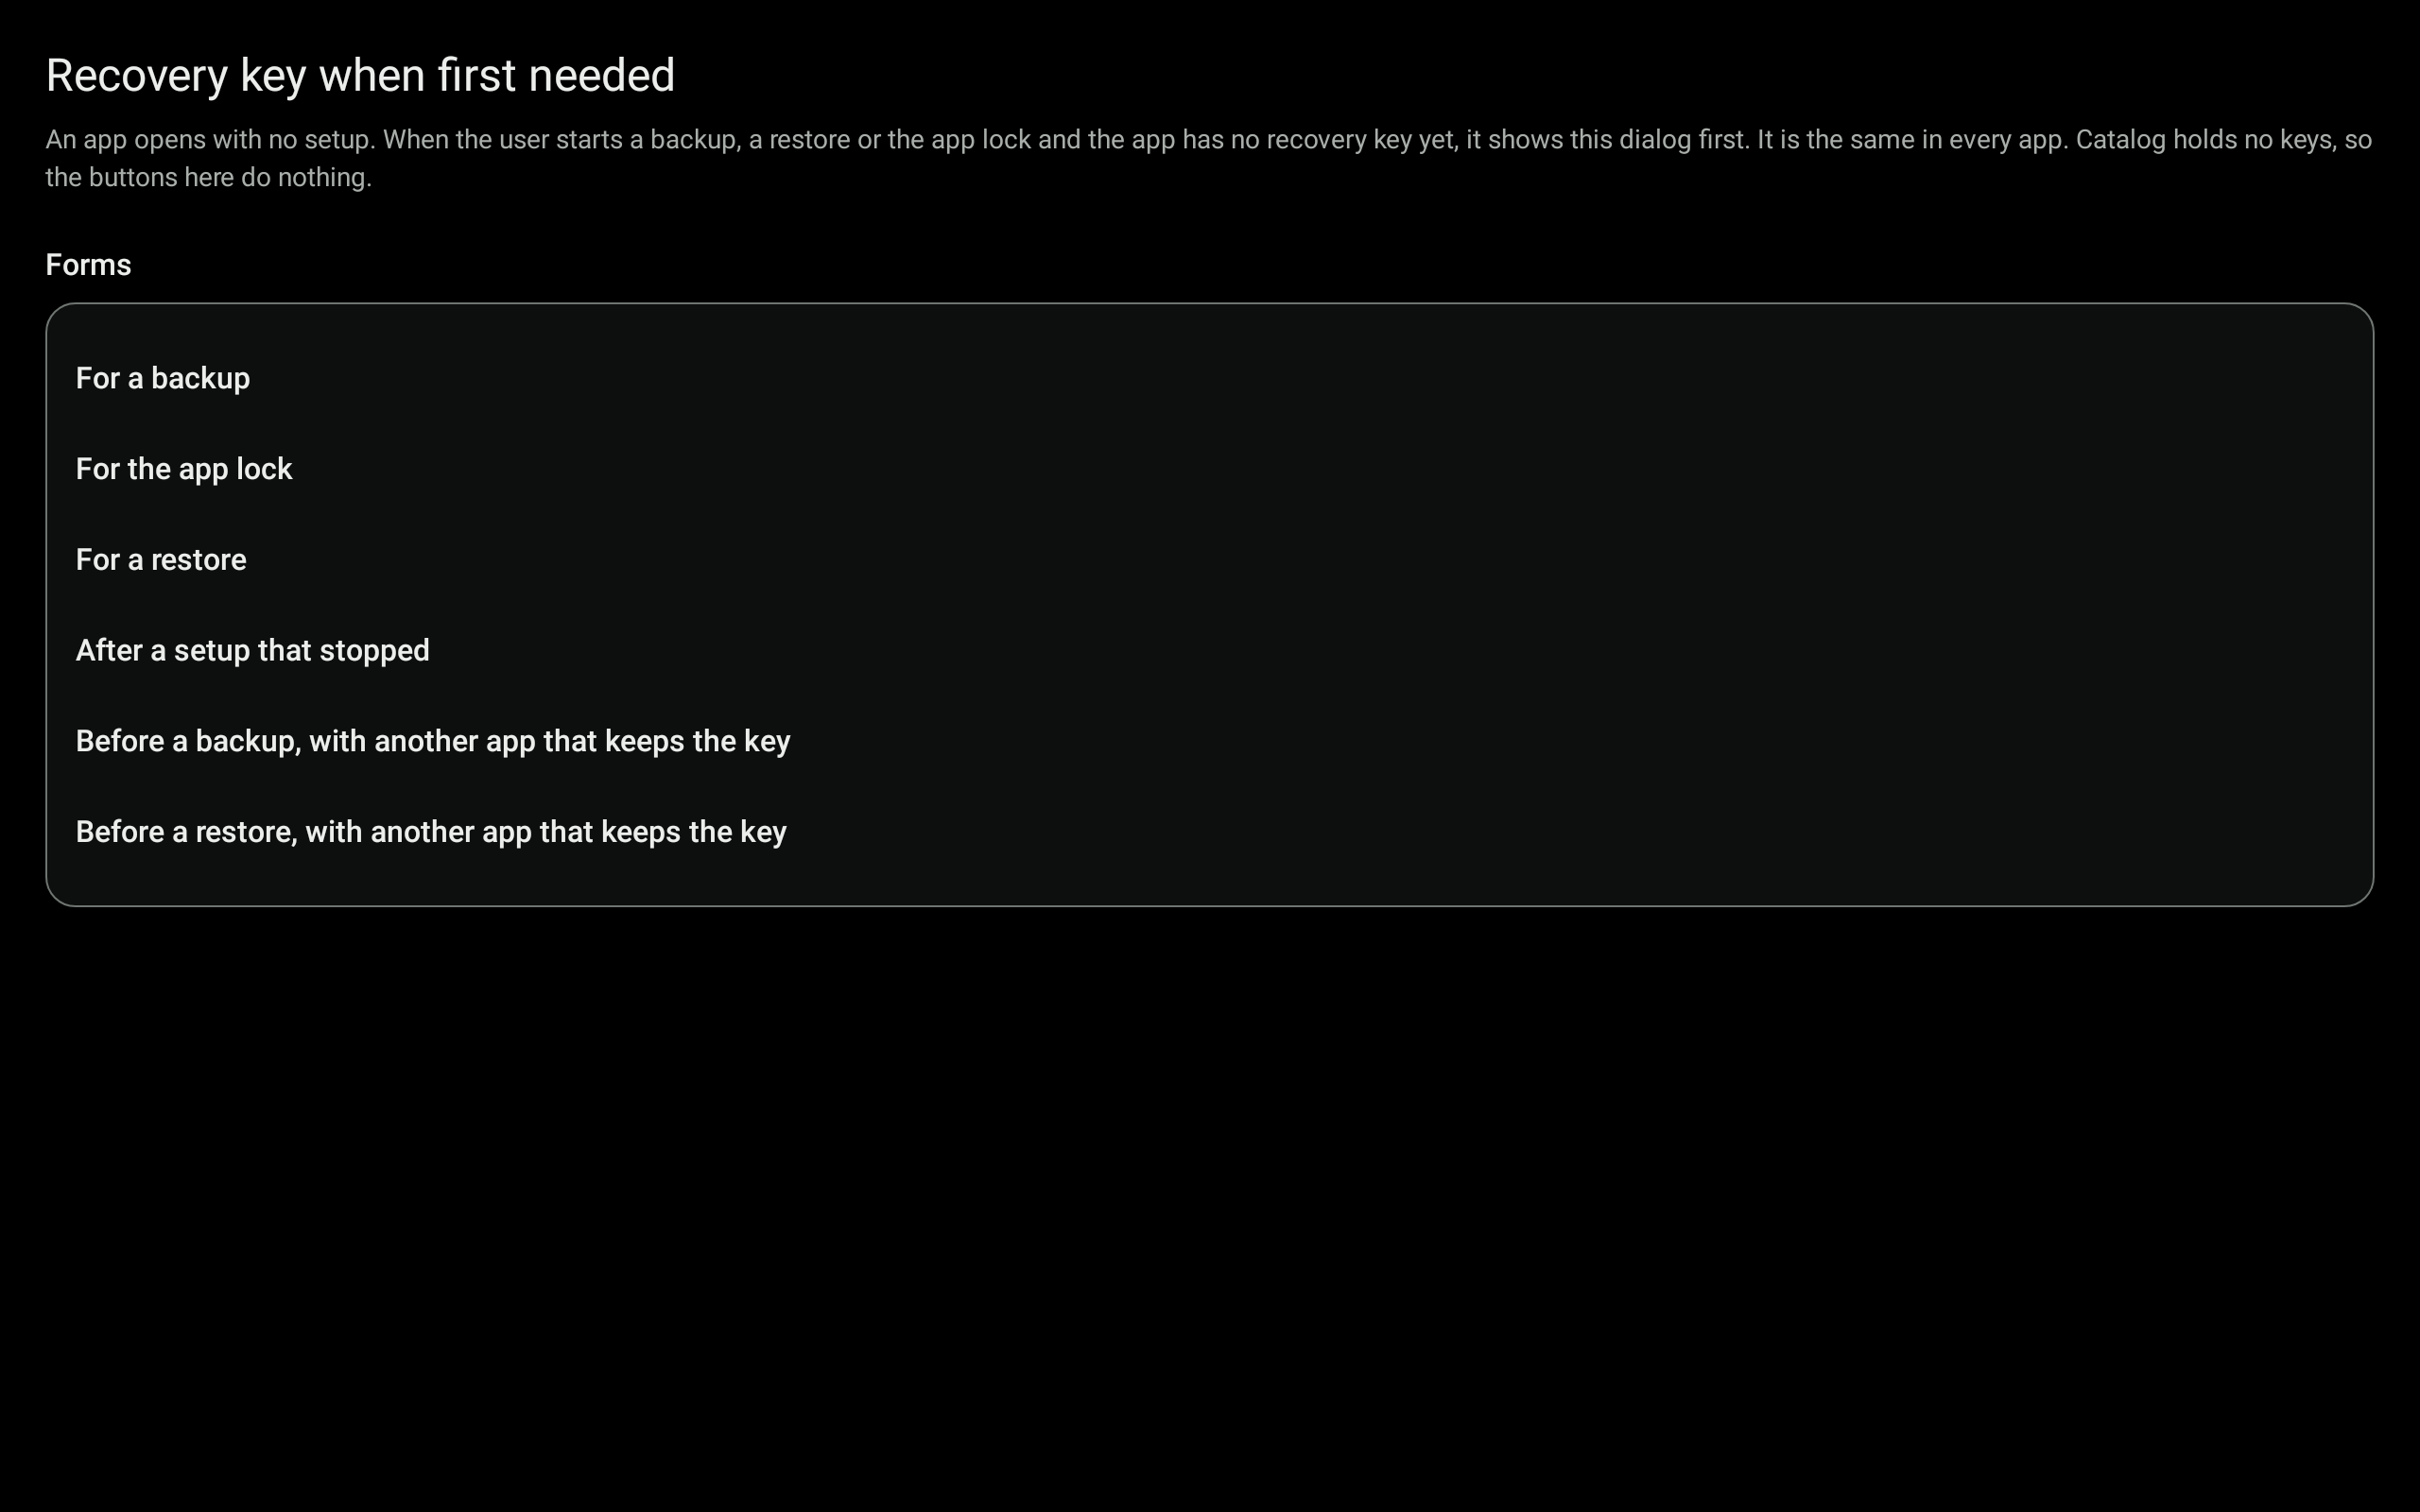 Recovery key when first needed
An app opens with no setup. When the user starts a backup, a restore or the app lock and the app has no recovery key yet, it shows this dialog first. It is the same in every app. Catalog holds no keys, so
the buttons here do nothing.
Forms
For a backup
For the app lock
For a restore
After a setup that stopped
Before a backup, with another app that keeps the key
Before a restore, with another app that keeps the key